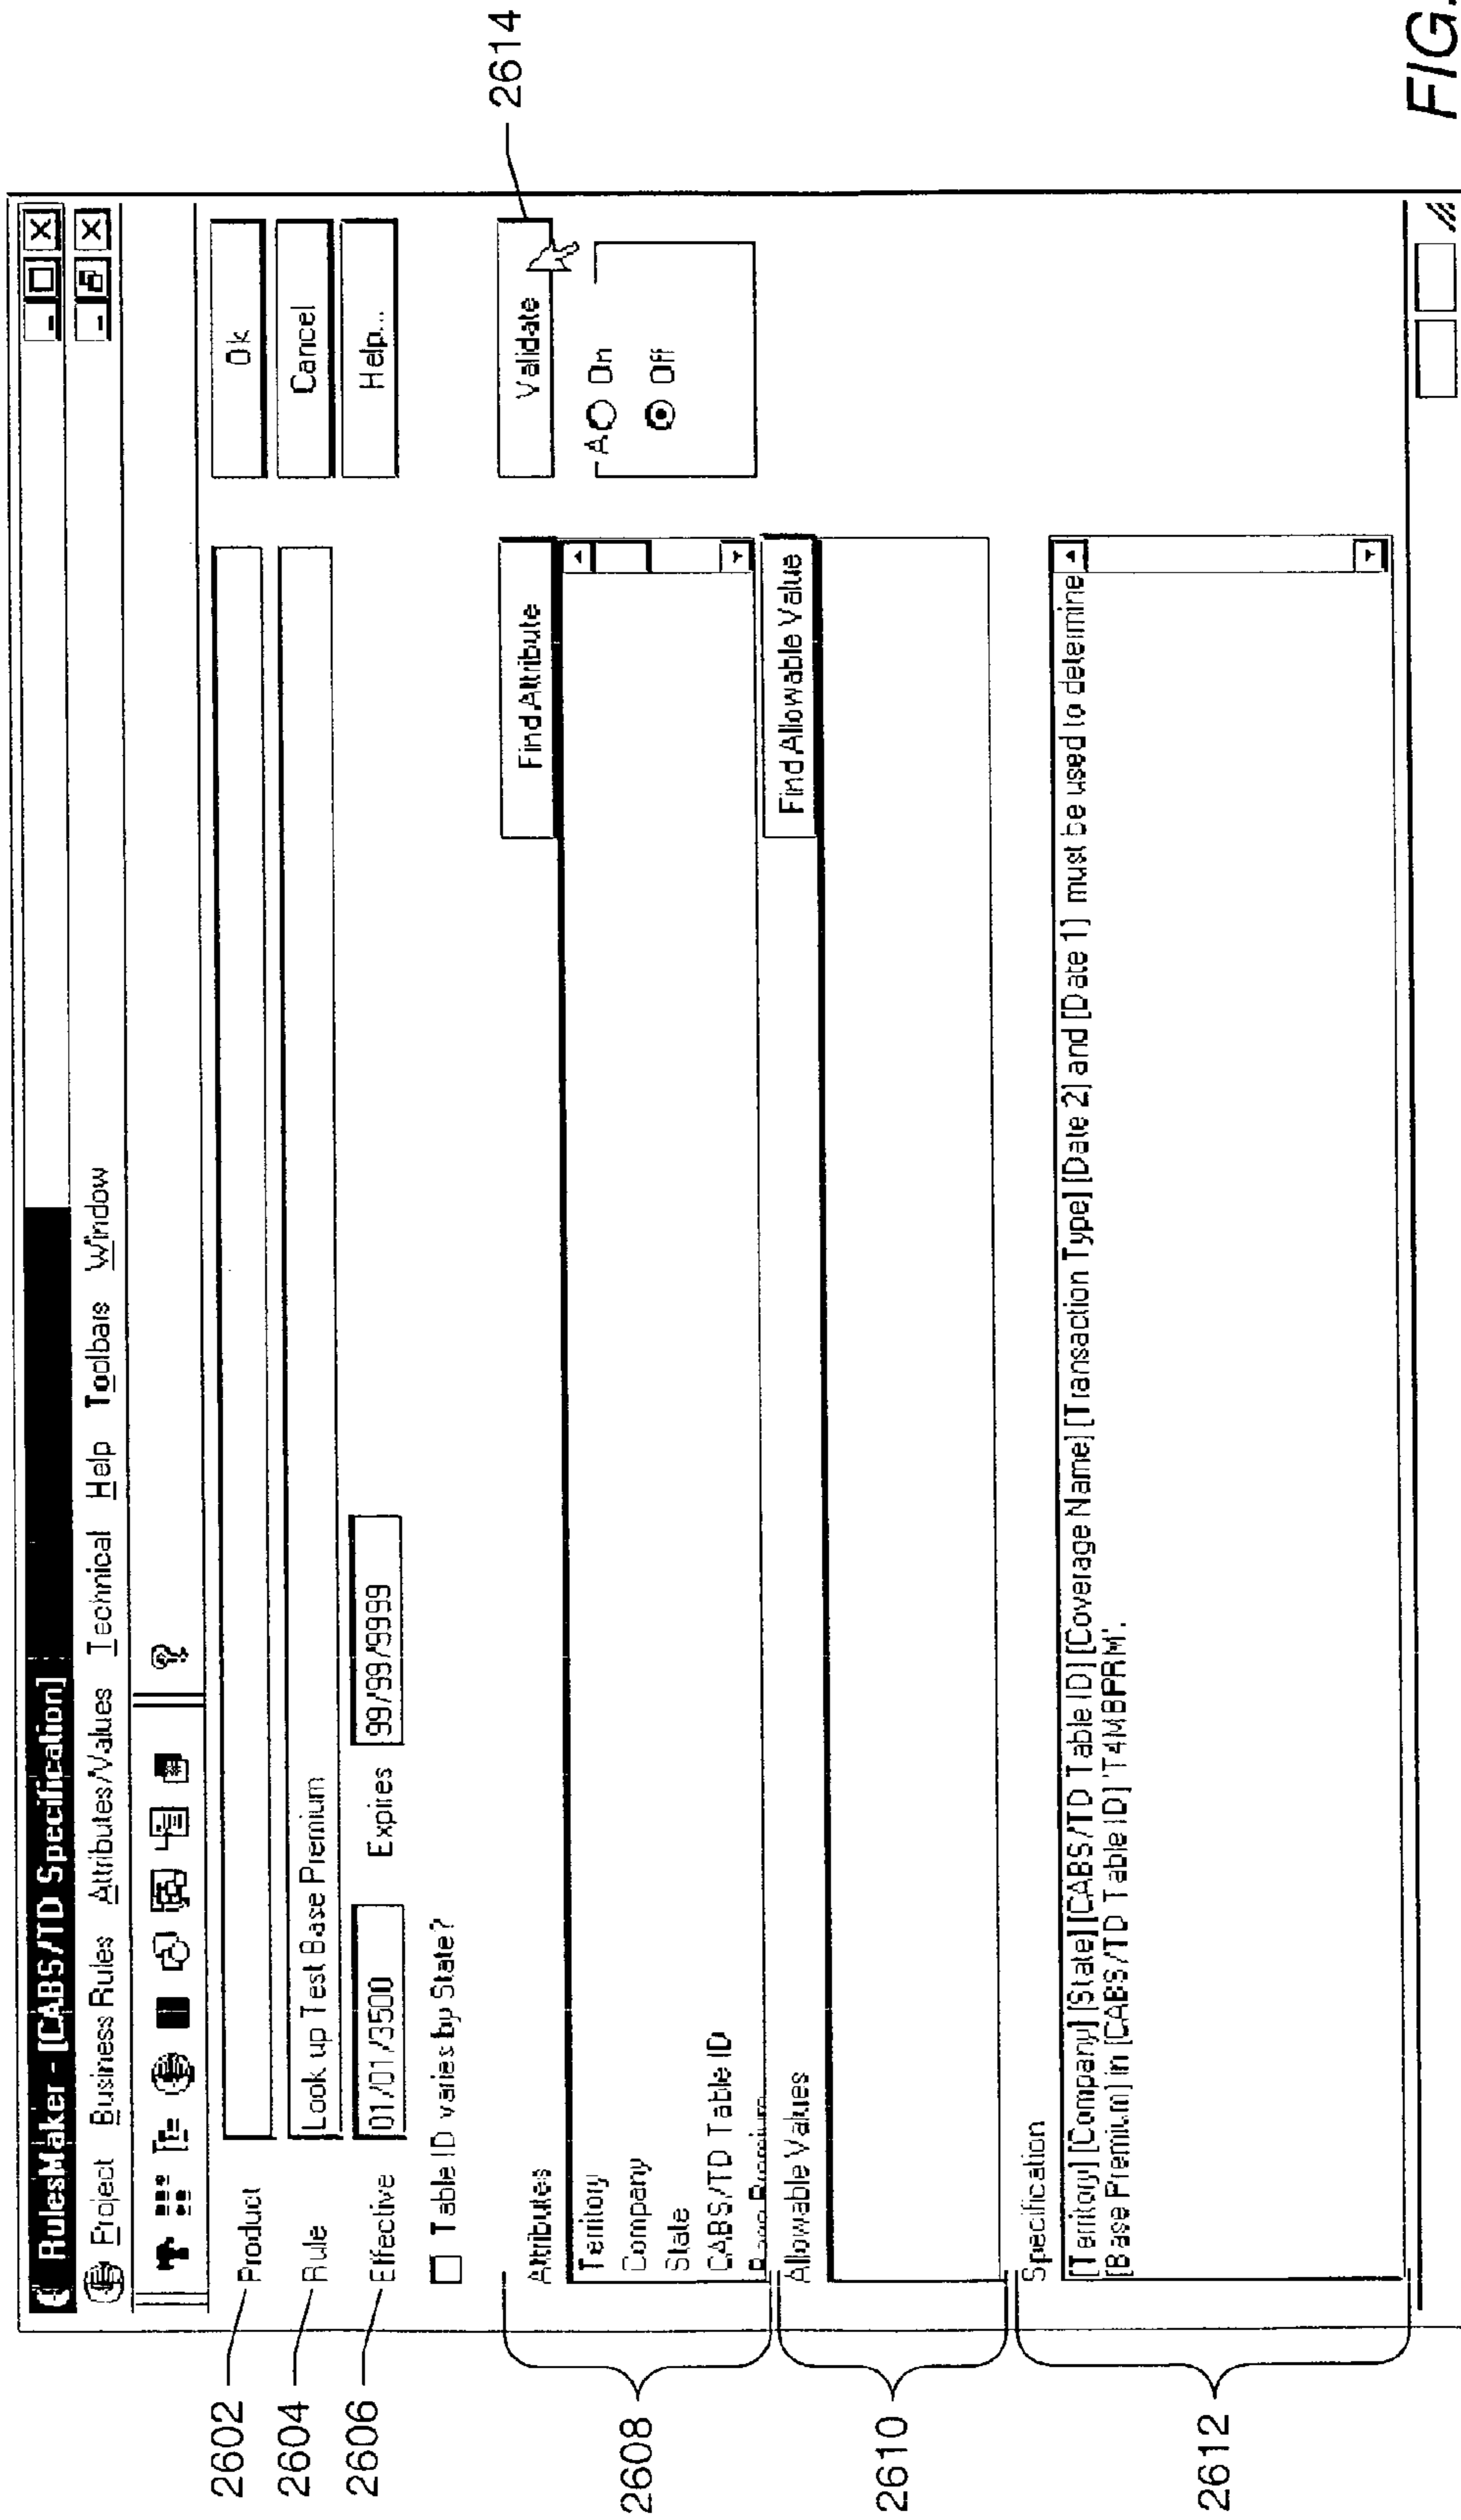 RulesMaker - [CABS/TD Specification]
Project Business Rules Attributes/Values Technical Help Toolbars Window
2602
Product
Ok
2604
Rule
Look up Test Base Premium
Cancel
2606
Effective
01/01/3500
Expires
99/99/9999
Help...
Table ID varies by State?
Attributes
Find Attribute
Validate
2614
2608
Territory
Company
State
CABS/TD Table ID
Base Premium
A
On
Off
Allowable Values
Find Allowable Value
2610
Specification
2612
[Territory] [Company] [State] [CABS/TD Table ID] [Coverage Name] [Transaction Type] [Date 2] and [Date 1] must be used to determine
[Base Premium] in [CABS/TD Table ID] 'T4MBPRM'.
FIG.